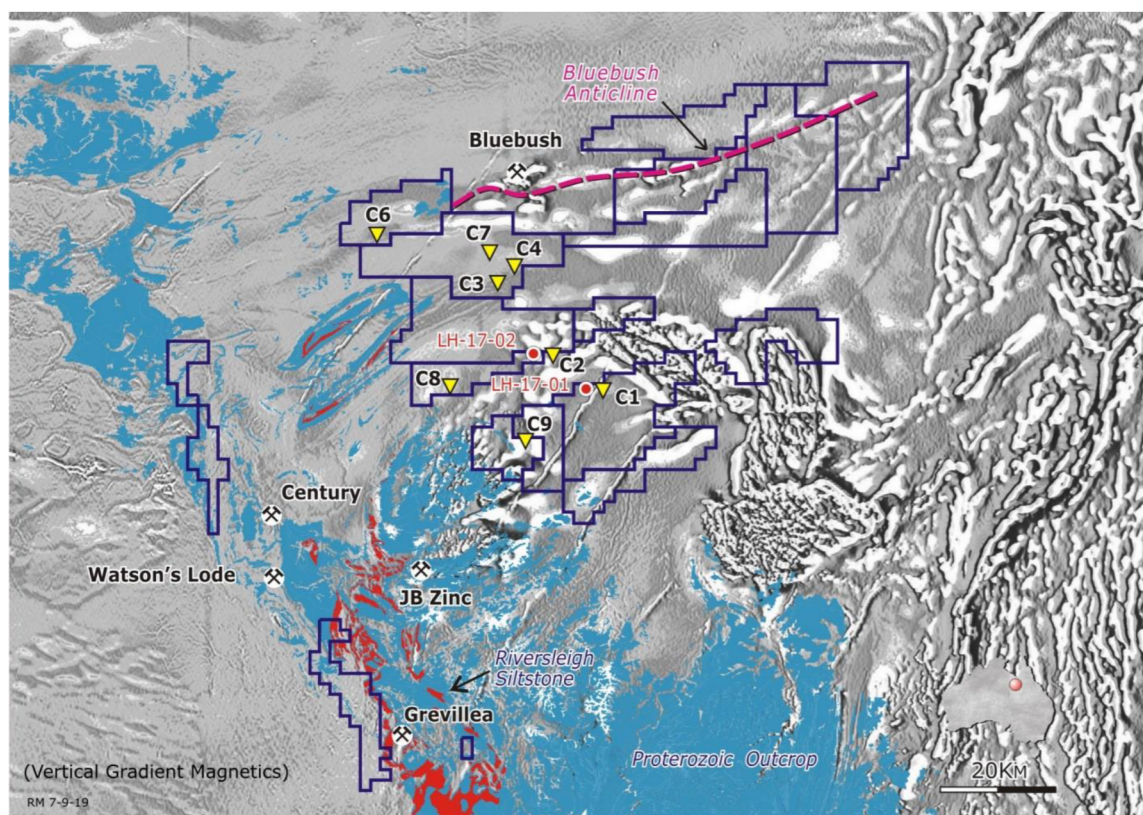 Bluebush
Anticline
Bluebush
C6
C7
C4
C3
LH-17-02
C2
C8
LH-17-01
C1
C9
Century
Watson's Lode
JB Zinc
Riversleigh
Siltstone
Grevillea
Proterozoic Outcrop
(Vertical Gradient Magnetics)
20KM
RM 7-9-19